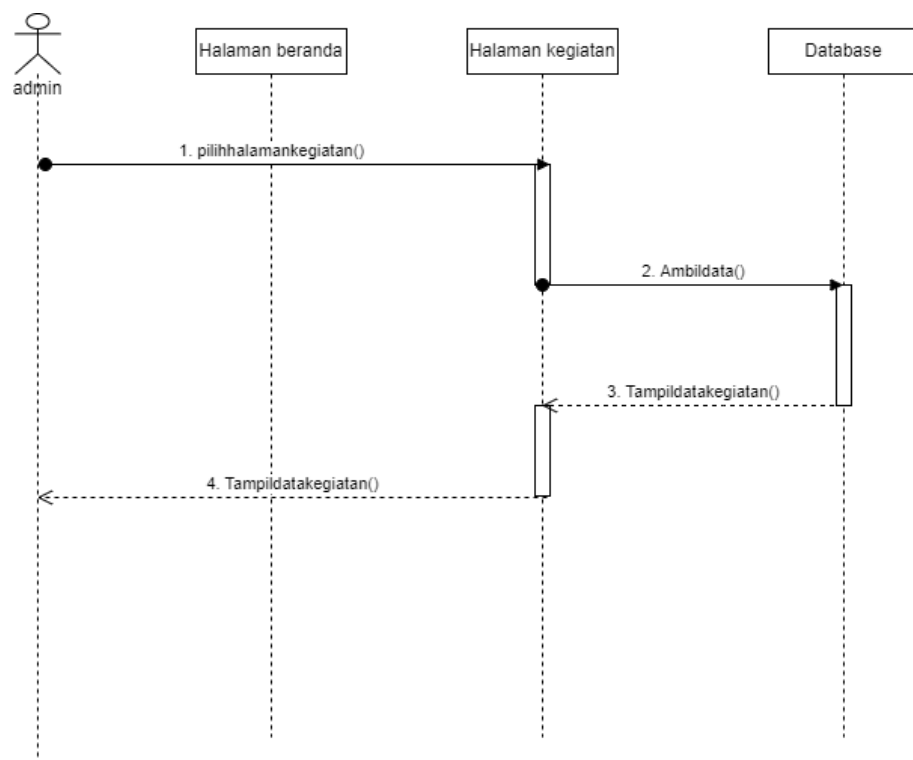 admin
Halaman beranda
Halaman kegiatan
Database
1. pilihhalamankegiatan()
2. Ambildata()
3. Tampildatakegiatan()
4. Tampildatakegiatan()